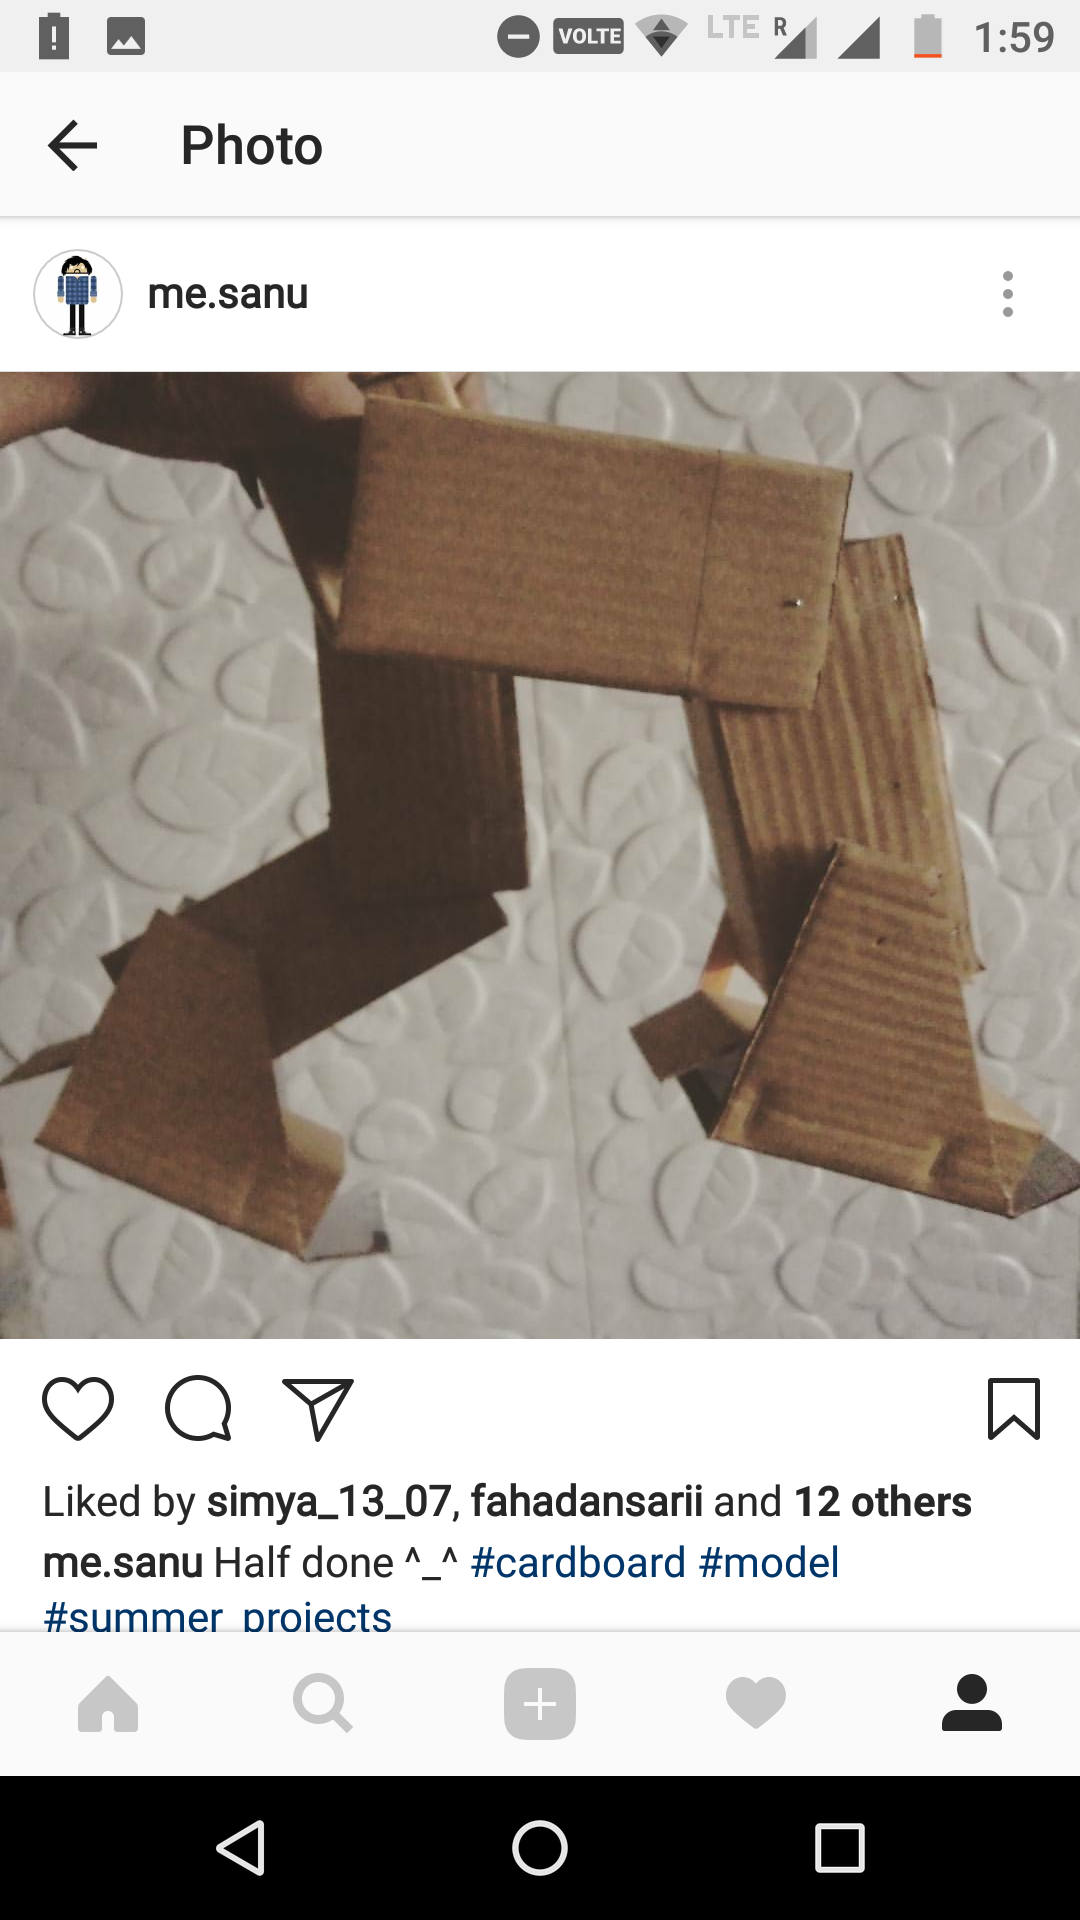 VOLTE LTE R 1:59
Photo
me.sanu
Liked by simya_13_07, fahadansarii and 12 others
me.sanu Half done ^_^ #cardboard #model
#summer_projects